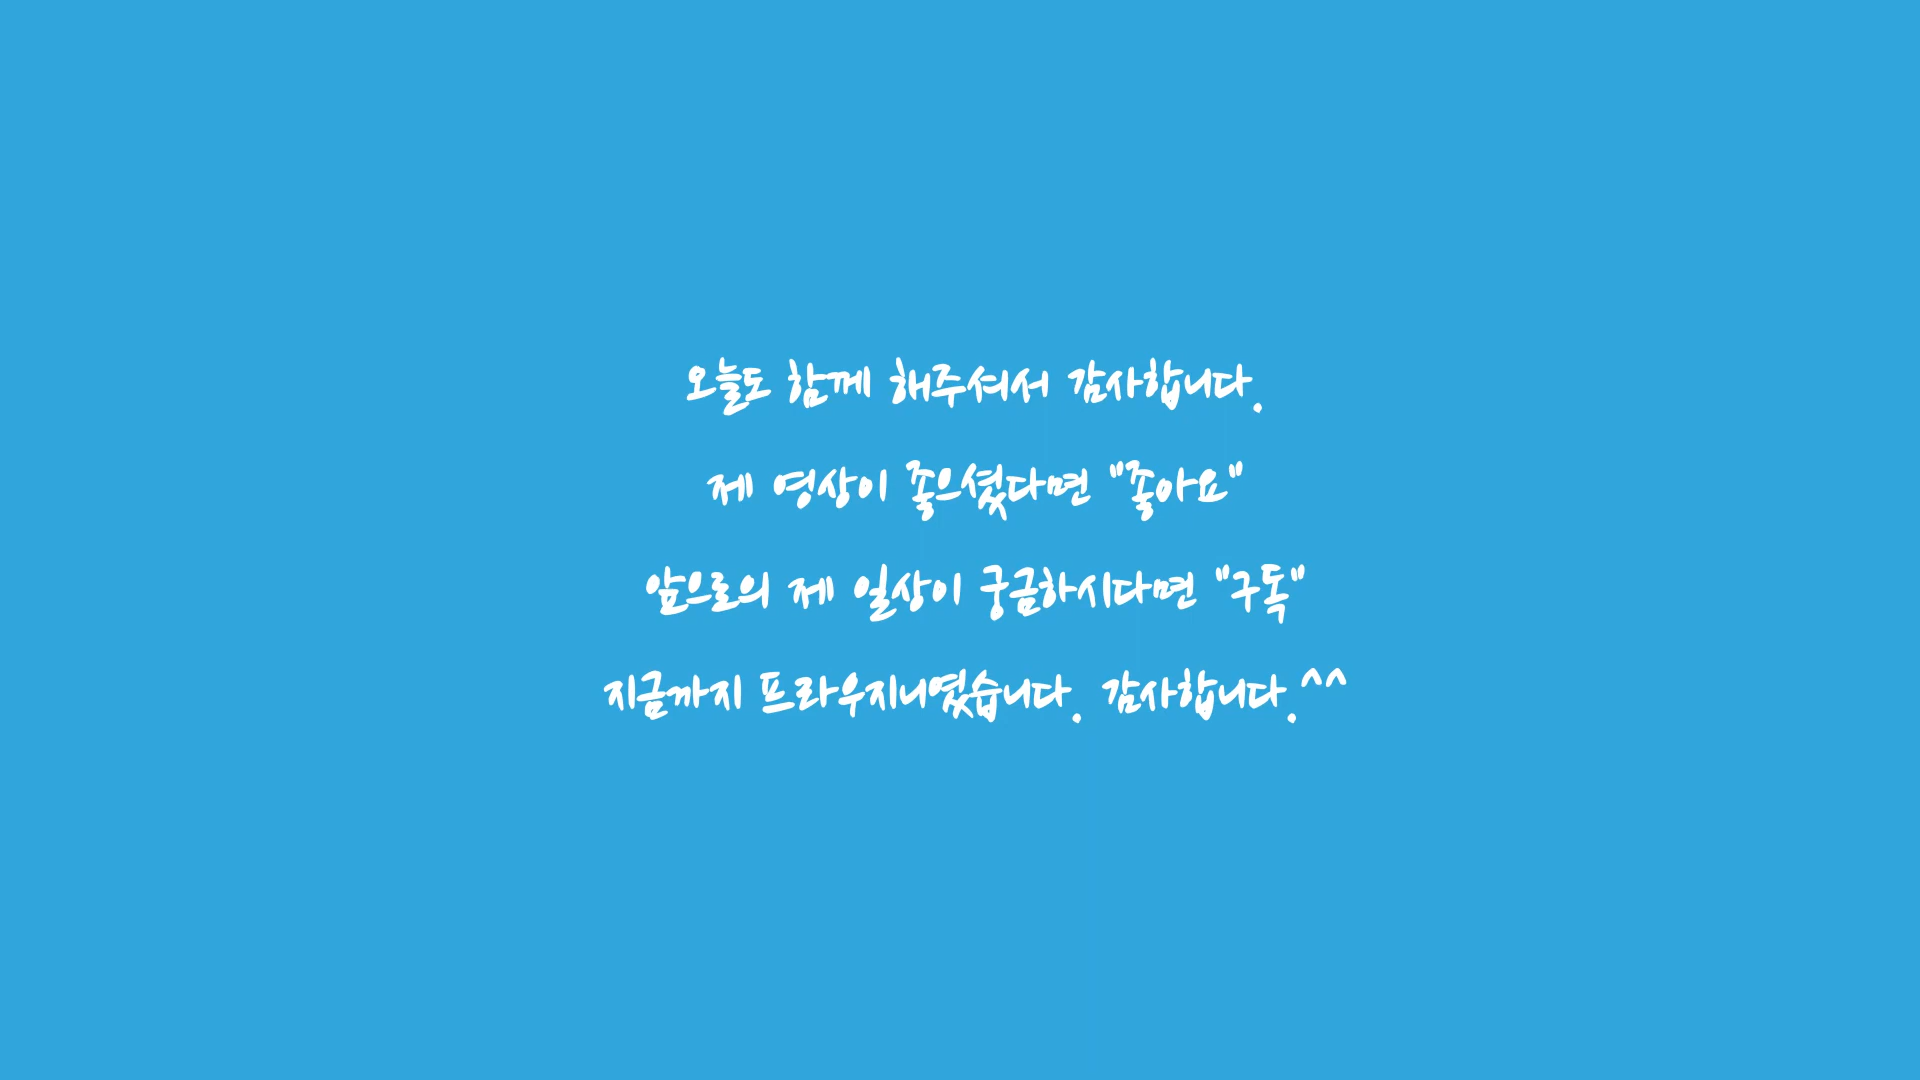 오늘도 함께 해주셔서 감사합니다.
제 영상이 좋으셨다면 "좋아요"
앞으로의 제 일상이 궁금하시다면 "구독"
지금까지 프라우지니였습니다. 감사합니다.^^